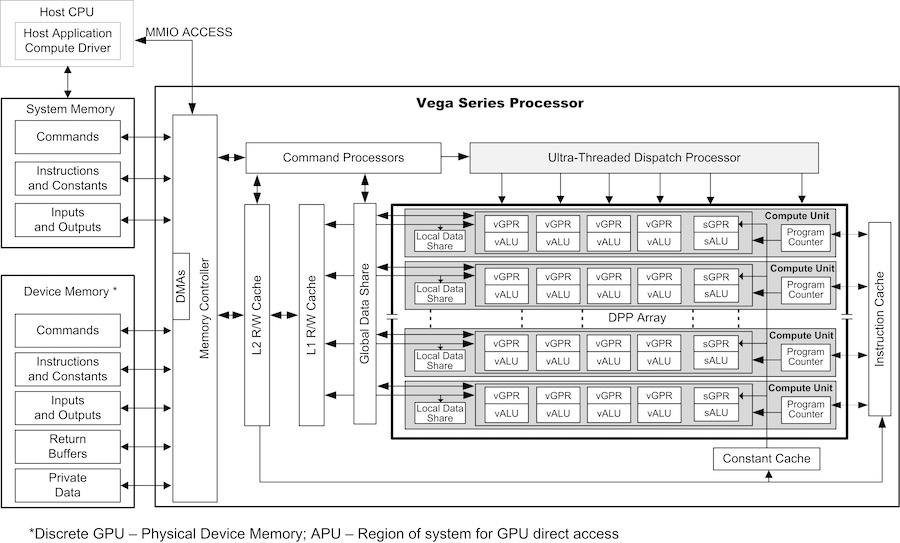 Host CPU
Host Application
Compute Driver
MMIO ACCESS
System Memory
Commands
Instructions
and Constants
Inputs
and Outputs
Device Memory *
Commands
Instructions
and Constants
Inputs
and Outputs
Return
Buffers
Private
Data
Vega Series Processor
DMAs
Memory Controller
Command Processors
Ultra-Threaded Dispatch Processor
L2 R/W Cache
L1 R/W Cache
Global Data Share
Compute Unit
Local Data
Share
vGPR vGPR vGPR vGPR sGPR
vALU vALU vALU vALU sALU
Program
Counter
Compute Unit
Local Data
Share
vGPR vGPR vGPR vGPR sGPR
vALU vALU vALU vALU sALU
Program
Counter
DPP Array
Compute Unit
Local Data
Share
vGPR vGPR vGPR vGPR sGPR
vALU vALU vALU vALU sALU
Program
Counter
Compute Unit
Local Data
Share
vGPR vGPR vGPR vGPR sGPR
vALU vALU vALU vALU sALU
Program
Counter
Instruction Cache
Constant Cache
*Discrete GPU – Physical Device Memory; APU – Region of system for GPU direct access